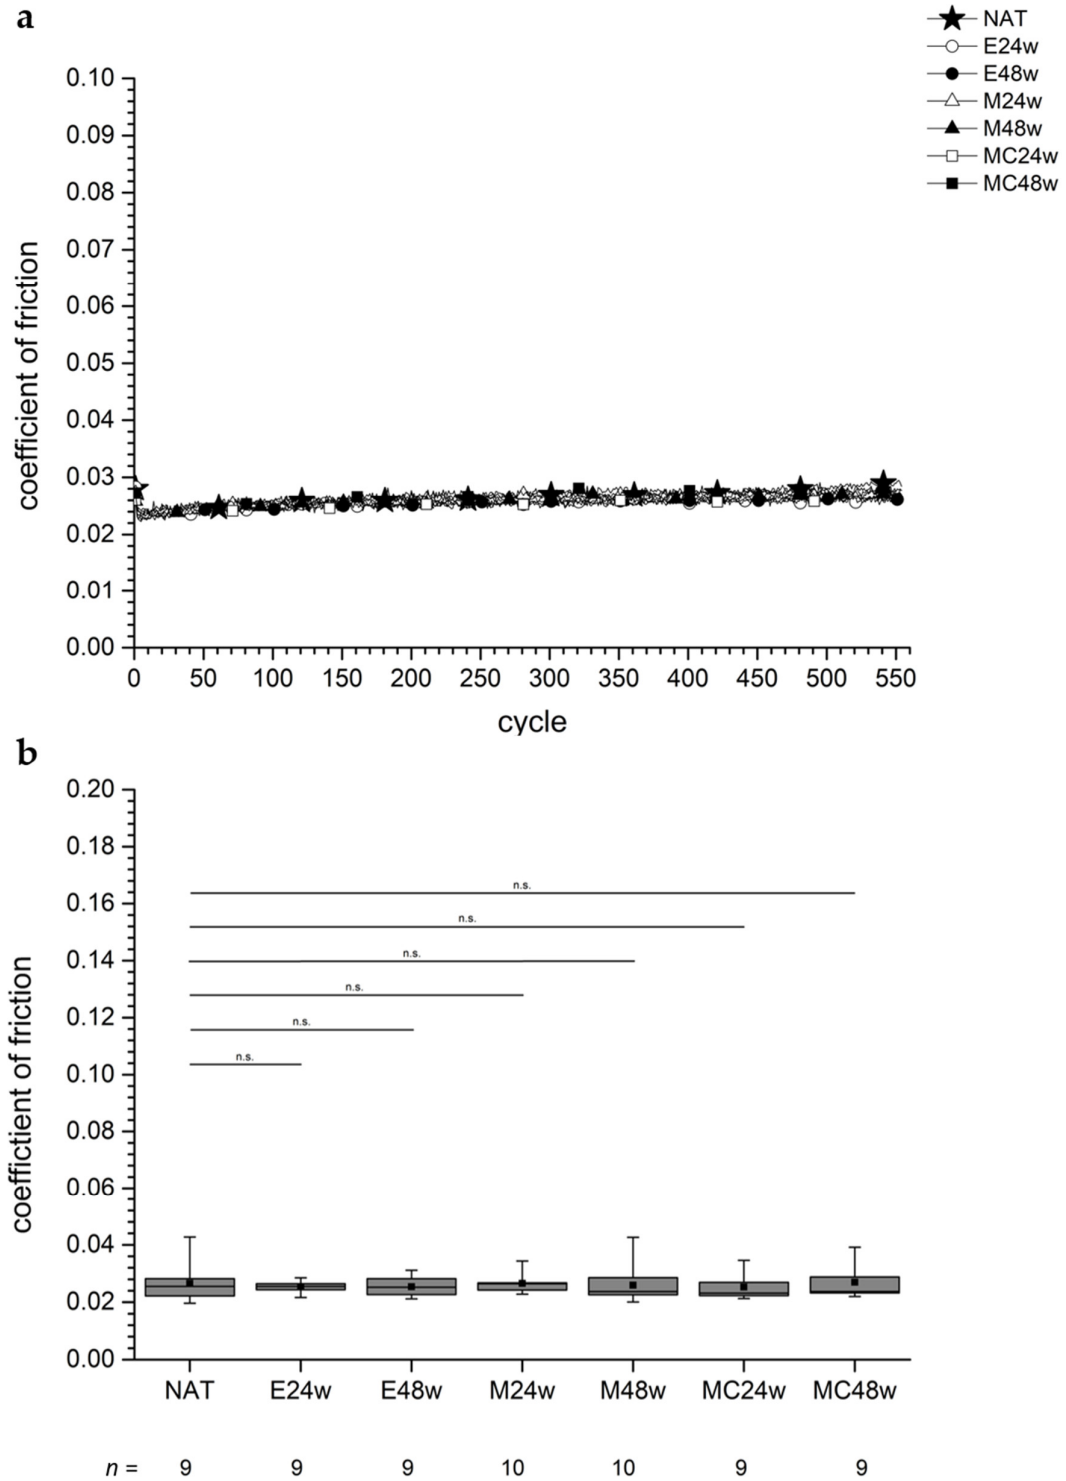 a
NAT
E24w
E48w
M24w
M48w
MC24w
MC48w
0.10
0.09
0.08
0.07
0.06
0.05
0.04
0.03
0.02
0.01
0.00
coefficient of friction
0 50 100 150 200 250 300 350 400 450 500 550
cycle
b
0.20
0.18
0.16
0.14
0.12
0.10
0.08
0.06
0.04
0.02
0.00
coeffictient of friction
n.s.
n.s.
n.s.
n.s.
n.s.
n.s.
NAT E24w E48w M24w M48w MC24w MC48w
n = 9 9 9 10 10 9 9